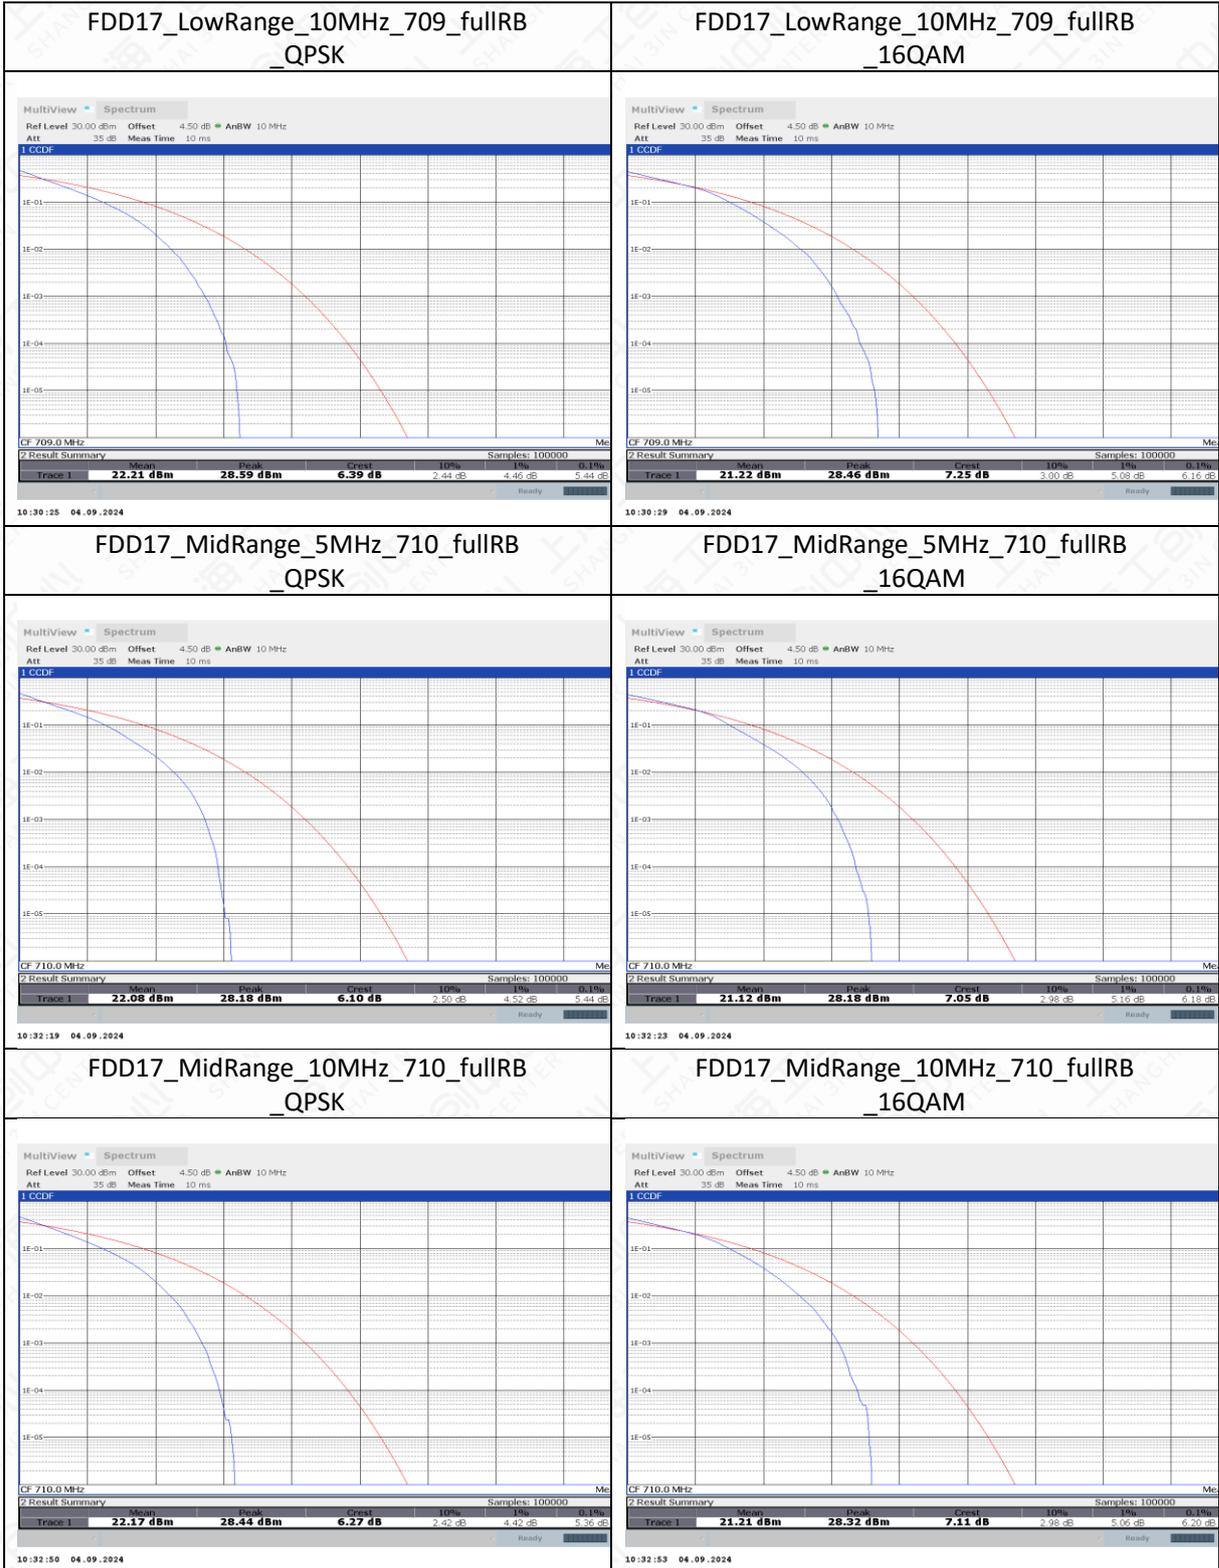 FDD17_LowRange_10MHz_709_fullRB
_QPSK
MultiView Spectrum
Ref Level 30.00 dBm Offset 4.50 dB AnBW 10 MHz
Att 35 dB Meas Time 10 ms
1 CCDF
1E-01
1E-02
1E-03
1E-04
1E-05
CF 709.0 MHz Me
2 Result Summary Samples: 100000
Mean Peak Crest 10% 1% 0.1%
Trace 1 22.21 dBm 28.59 dBm 6.39 dB 2.44 dB 4.46 dB 5.44 dB
Ready
10:30:25 04.09.2024
FDD17_LowRange_10MHz_709_fullRB
_16QAM
MultiView Spectrum
Ref Level 30.00 dBm Offset 4.50 dB AnBW 10 MHz
Att 35 dB Meas Time 10 ms
1 CCDF
1E-01
1E-02
1E-03
1E-04
1E-05
CF 709.0 MHz Me
2 Result Summary Samples: 100000
Mean Peak Crest 10% 1% 0.1%
Trace 1 21.22 dBm 28.46 dBm 7.25 dB 3.00 dB 5.08 dB 6.16 dB
Ready
10:30:29 04.09.2024
FDD17_MidRange_5MHz_710_fullRB
_QPSK
MultiView Spectrum
Ref Level 30.00 dBm Offset 4.50 dB AnBW 10 MHz
Att 35 dB Meas Time 10 ms
1 CCDF
1E-01
1E-02
1E-03
1E-04
1E-05
CF 710.0 MHz Me
2 Result Summary Samples: 100000
Mean Peak Crest 10% 1% 0.1%
Trace 1 22.08 dBm 28.18 dBm 6.10 dB 2.50 dB 4.52 dB 5.44 dB
Ready
10:32:19 04.09.2024
FDD17_MidRange_5MHz_710_fullRB
_16QAM
MultiView Spectrum
Ref Level 30.00 dBm Offset 4.50 dB AnBW 10 MHz
Att 35 dB Meas Time 10 ms
1 CCDF
1E-01
1E-02
1E-03
1E-04
1E-05
CF 710.0 MHz Me
2 Result Summary Samples: 100000
Mean Peak Crest 10% 1% 0.1%
Trace 1 21.12 dBm 28.18 dBm 7.05 dB 2.98 dB 5.16 dB 6.18 dB
Ready
10:32:23 04.09.2024
FDD17_MidRange_10MHz_710_fullRB
_QPSK
MultiView Spectrum
Ref Level 30.00 dBm Offset 4.50 dB AnBW 10 MHz
Att 35 dB Meas Time 10 ms
1 CCDF
1E-01
1E-02
1E-03
1E-04
1E-05
CF 710.0 MHz Me
2 Result Summary Samples: 100000
Mean Peak Crest 10% 1% 0.1%
Trace 1 22.17 dBm 28.44 dBm 6.27 dB 2.42 dB 4.42 dB 5.36 dB
Ready
10:32:50 04.09.2024
FDD17_MidRange_10MHz_710_fullRB
_16QAM
MultiView Spectrum
Ref Level 30.00 dBm Offset 4.50 dB AnBW 10 MHz
Att 35 dB Meas Time 10 ms
1 CCDF
1E-01
1E-02
1E-03
1E-04
1E-05
CF 710.0 MHz Me
2 Result Summary Samples: 100000
Mean Peak Crest 10% 1% 0.1%
Trace 1 21.21 dBm 28.32 dBm 7.11 dB 2.98 dB 5.06 dB 6.20 dB
Ready
10:32:53 04.09.2024